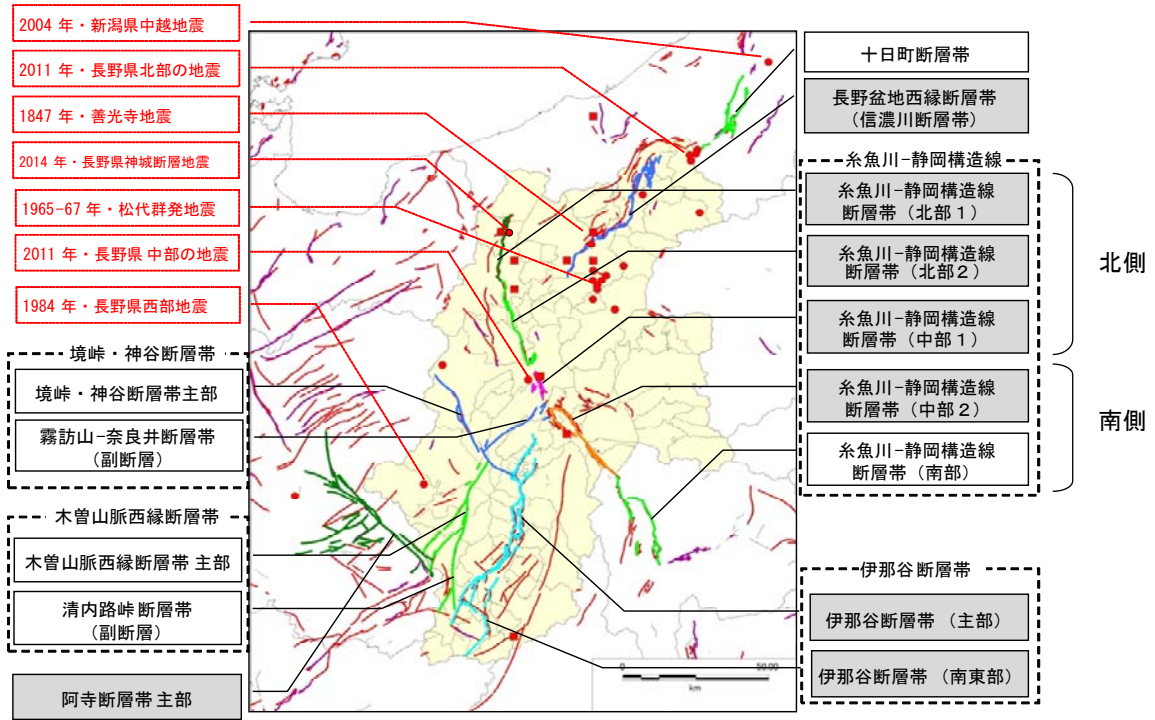 2004 年・新潟県中越地震
2011 年・長野県北部の地震
1847 年・善光寺地震
2014 年・長野県神城断層地震
1965-67 年・松代群発地震
2011 年・長野県 中部の地震
1984 年・長野県西部地震
境峠・神谷断層帯
境峠・神谷断層帯主部
霧訪山-奈良井断層帯
(副断層)
木曽山脈西縁断層帯
木曽山脈西縁断層帯 主部
清内路峠 断層帯
(副断層)
阿寺断層帯 主部
十日町断層帯
長野盆地西縁断層帯
(信濃川断層帯)
糸魚川-静岡構造線
糸魚川-静岡構造線
断層帯(北部1)
糸魚川-静岡構造線
断層帯(北部2)
糸魚川-静岡構造線
断層帯(中部1)
糸魚川-静岡構造線
断層帯(中部2)
糸魚川-静岡構造線
断層帯(南部)
北側
南側
伊那谷断層帯
伊那谷断層帯 (主部)
伊那谷断層帯 (南東部)
0 50.00
km